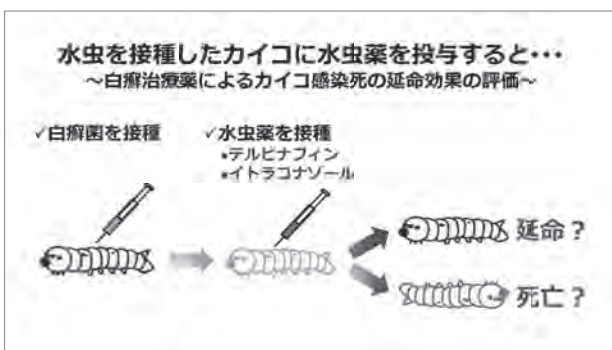 水虫を接種したカイコに水虫薬を投与すると・・・
～白癬治療薬によるカイコ感染死の延命効果の評価～
✓白癬菌を接種
✓水虫薬を接種
•テルビナフィン
•イトラコナゾール
延命？
死亡？